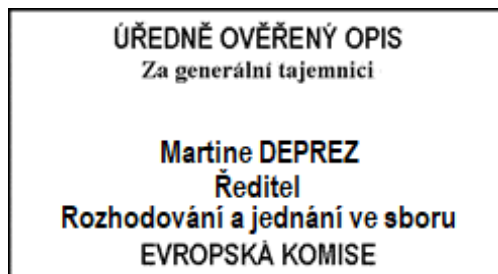 ÚŘEDNĚ OVĚŘENÝ OPIS
Za generální tajemnici
Martine DEPREZ
Ředitel
Rozhodování a jednání ve sboru
EVROPSKÁ KOMISE